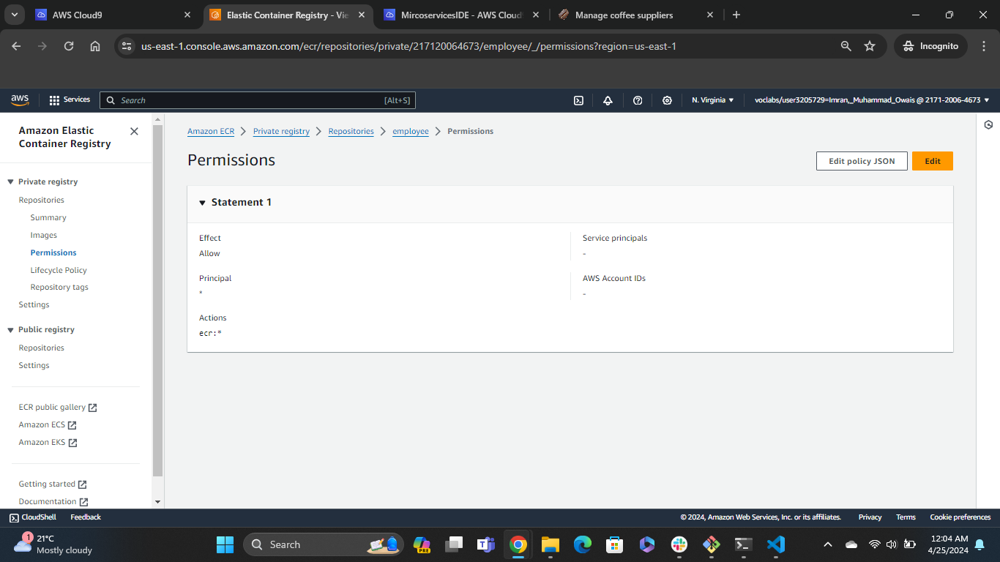 AWS Cloud9
Elastic Container Registry - Vie
MircoservicesIDE - AWS Cloud
Manage coffee suppliers
us-east-1.console.aws.amazon.com/ecr/repositories/private/217120064673/employee/_/permissions?region=us-east-1
Incognito
aws
Services
Search
[Alt+S]
N. Virginia
voclabs/user3205729=Imran,_Muhammad_Owais @ 2171-2006-4673
Amazon Elastic
Container Registry
Private registry
Repositories
Summary
Images
Permissions
Lifecycle Policy
Repository tags
Settings
Public registry
Repositories
Settings
ECR public gallery
Amazon ECS
Amazon EKS
Getting started
Documentation
Amazon ECR > Private registry > Repositories > employee > Permissions
Permissions
Edit policy JSON
Edit
Statement 1
Effect
Allow
Service principals
-
Principal
*
AWS Account IDs
-
Actions
ecr:*
CloudShell
Feedback
© 2024, Amazon Web Services, Inc. or its affiliates.
Privacy
Terms
Cookie preferences
1
21°C
Mostly cloudy
Search
PRE
12:04 AM
4/25/2024